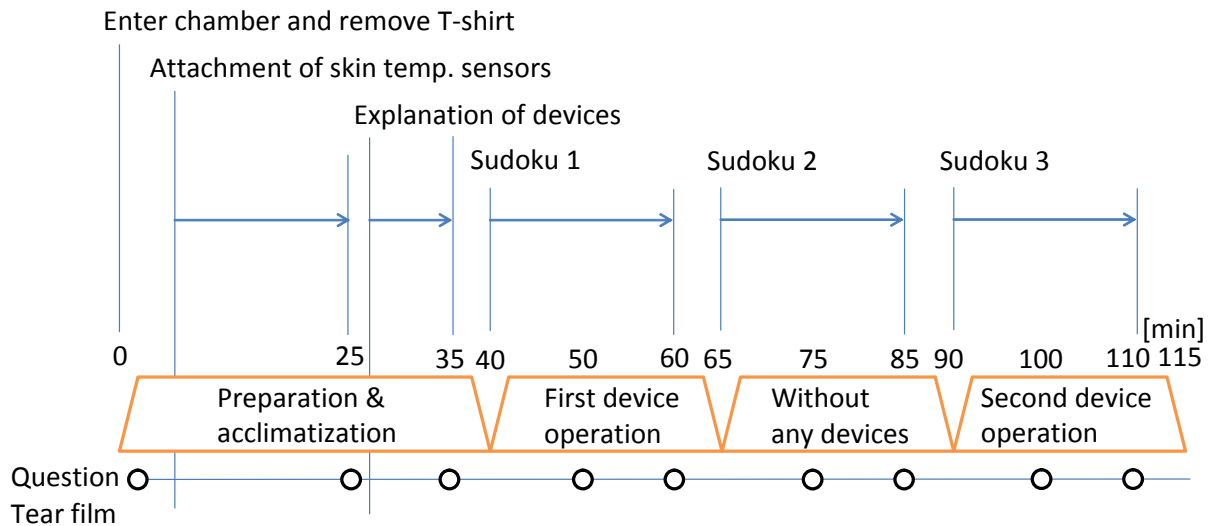 Enter chamber and remove T-shirt
Attachment of skin temp. sensors
Explanation of devices
Sudoku 1
Sudoku 2
Sudoku 3
[min]
0 25 35 40 50 60 65 75 85 90 100 110 115
Preparation &
acclimatization
First device
operation
Without
any devices
Second device
operation
Question
Tear film